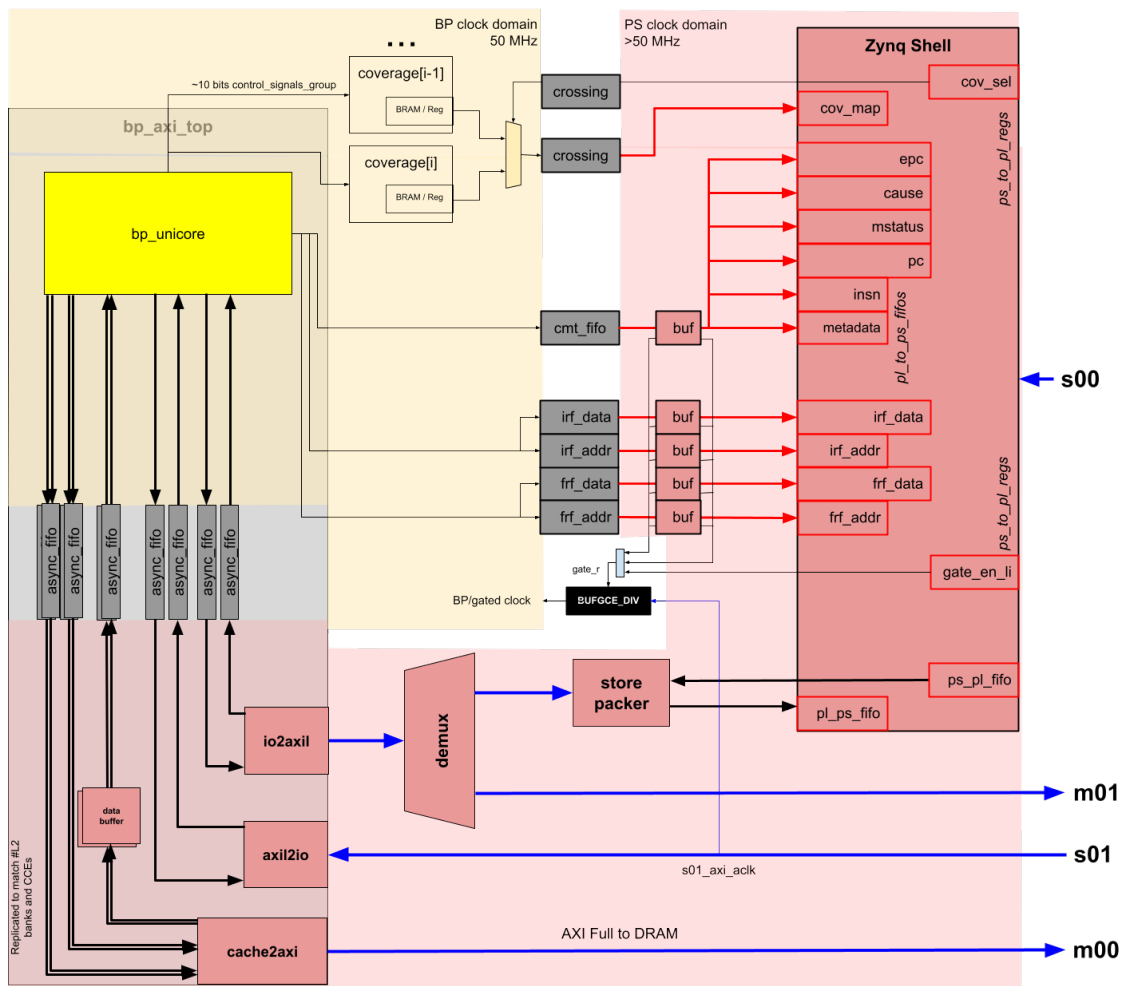 BP clock domain
50 MHz
PS clock domain
>50 MHz
Zynq Shell
...
coverage[i-1]
BRAM / Reg
~10 bits control_signals_group
crossing
cov_sel
cov_map
bp_axi_top
coverage[i]
BRAM / Reg
crossing
ps_to_pl_regs
epc
cause
mstatus
pc
insn
metadata
pl_to_ps_fifos
bp_unicore
cmt_fifo
buf
s00
irf_data
buf
irf_data
irf_addr
buf
irf_addr
frf_data
buf
frf_data
frf_addr
buf
frf_addr
ps_to_pl_regs
async_fifo
async_fifo
async_fifo
async_fifo
async_fifo
async_fifo
async_fifo
gate_r
gate_en_li
BP/gated clock
BUFGCE_DIV
store
packer
ps_pl_fifo
pl_ps_fifo
io2axil
demux
m01
data
buffer
axil2io
s01
s01_axi_aclk
Replicated to match #L2
banks and CCEs
cache2axi
AXI Full to DRAM
m00